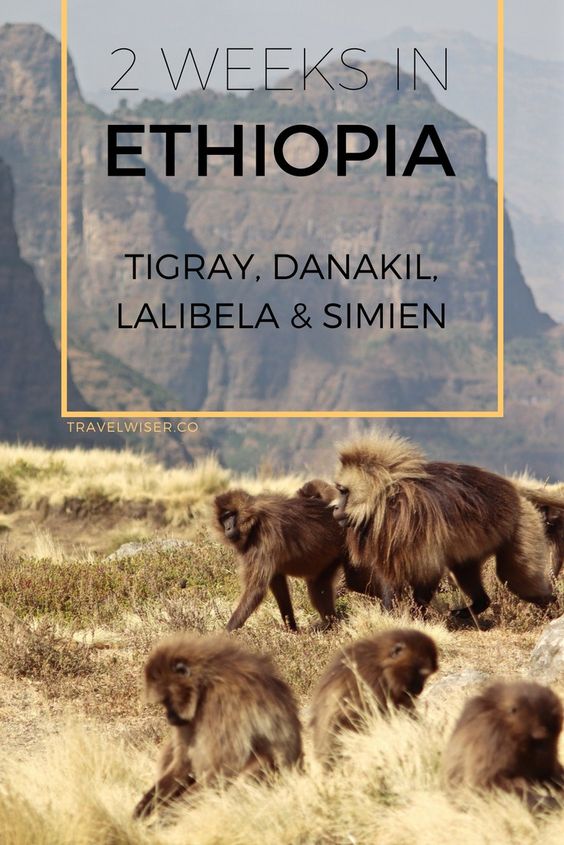 2 WEEKS IN
ETHIOPIA
TIGRAY, DANAKIL,
LALIBELA & SIMIEN
TRAVELWISER.CO